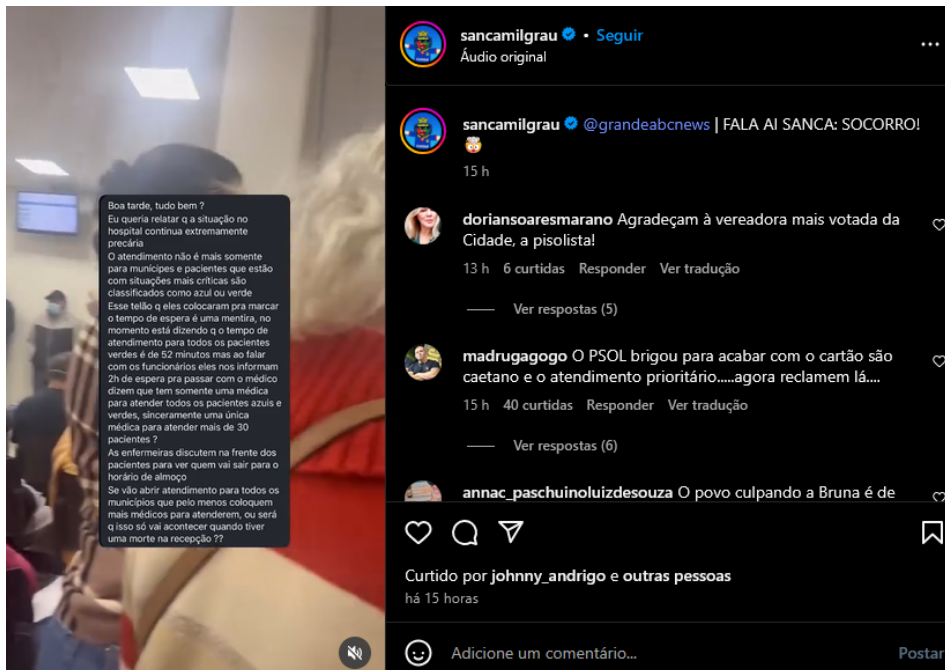 sancamilgrau • Seguir
Áudio original
Boa tarde, tudo bem ?
Eu queria relatar q a situação no
hospital continua extremamente
precária
O atendimento não é mais somente
para munícipes e pacientes que estão
com situações mais críticas são
classificados como azul ou verde
Esse telão q eles colocaram pra marcar
o tempo de espera é uma mentira, no
momento está dizendo q o tempo de
atendimento para todos os pacientes
verdes é de 52 minutos mas ao falar
com os funcionários eles nos informam
2h de espera pra passar com o médico
dizem que tem somente uma médica
para atender todos os pacientes azuis e
verdes, sinceramente uma única
médica para atender mais de 30
pacientes ?
As enfermeiras discutem na frente dos
pacientes para ver quem vai sair para o
horário de almoço
Se vão abrir atendimento para todos os
municípios que pelo menos coloquem
mais médicos para atenderem, ou será
q isso só vai acontecer quando tiver
uma morte na recepção ??
sancamilgrau @grandeabcnews | FALA AI SANCA: SOCORRO!
🤯
15 h
doriansoaresmarano Agradeçam à vereadora mais votada da
Cidade, a pisolista!
13 h 6 curtidas Responder Ver tradução
Ver respostas (5)
madrugagogo O PSOL brigou para acabar com o cartão são
caetano e o atendimento prioritário.....agora reclamem lá....
15 h 40 curtidas Responder Ver tradução
Ver respostas (6)
annac_paschuinoluizdesouza O povo culpando a Bruna é de
Curtido por johnny_andrigo e outras pessoas
há 15 horas
Adicione um comentário...
Postar